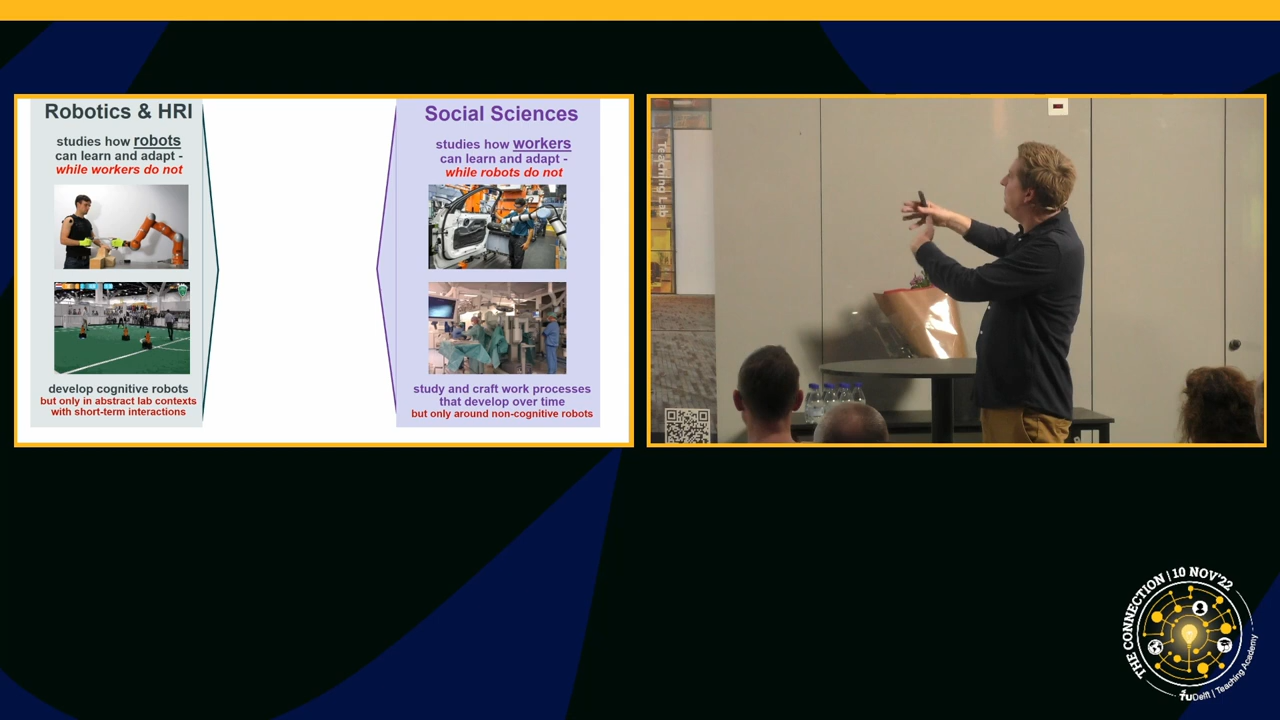 Robotics & HRI
studies how robots
can learn and adapt -
while workers do not
develop cognitive robots
but only in abstract lab contexts
with short-term interactions
Social Sciences
studies how workers
can learn and adapt -
while robots do not
study and craft work processes
that develop over time
but only around non-cognitive robots
Teaching Lab
THE CONNECTION | 10 NOV'22
TUDelft | Teaching Academy